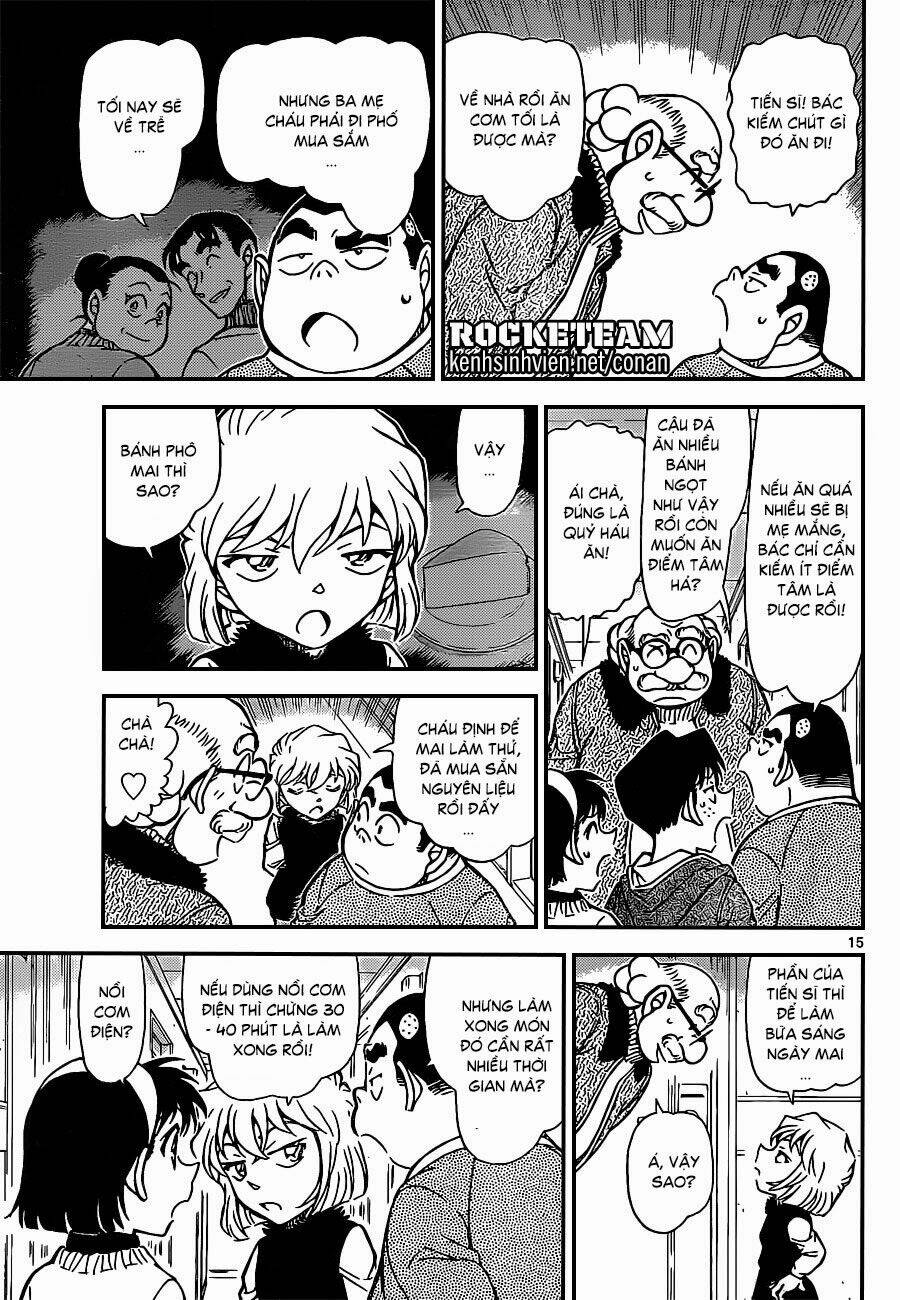 TIẾN SĨ! BÁC
KIẾM CHÚT GÌ
ĐÓ ĂN ĐI!
VỀ NHÀ RỒI ĂN
CƠM TỐI LÀ
ĐƯỢC MÀ?
ROCKETEAM
kenhsinhvien.net/conan
NHƯNG BA MẸ
CHÁU PHẢI ĐI PHỐ
MUA SẮM
...
TỐI NAY SẼ
VỀ TRỄ
...
NẾU ĂN QUÁ
NHIỀU SẼ BỊ
MẸ MẮNG,
BÁC CHỈ CẦN
KIẾM ÍT ĐIỂM
TÂM LÀ
ĐƯỢC RỒI!
CẬU ĐÃ
ĂN NHIỀU
BÁNH
NGỌT
NHƯ VẬY
RỒI CÒN
MUỐN ĂN
ĐIỂM TÂM
HẢ?
ÁI CHÀ,
ĐÚNG LÀ
QUỶ HÁU
ĂN!
VẬY
...
BÁNH PHÔ
MAI THÌ
SAO?
CHÁU ĐỊNH ĐỂ
MAI LÀM THỬ,
ĐÃ MUA SẴN
NGUYÊN LIỆU
RỒI ĐẤY
...
CHÀ
CHÀ!
♡
15
PHẦN CỦA
TIẾN SĨ THÌ
ĐỂ LÀM
BỮA SÁNG
NGÀY MAI
...
Á, VẬY
SAO?
NHƯNG LÀM
XONG MÓN
ĐÓ CẦN RẤT
NHIỀU THỜI
GIAN MÀ?
NẾU DÙNG NỒI CƠM
ĐIỆN THÌ CHỪNG 30
- 40 PHÚT LÀ LÀM
XONG RỒI!
NỒI CƠM
ĐIỆN?